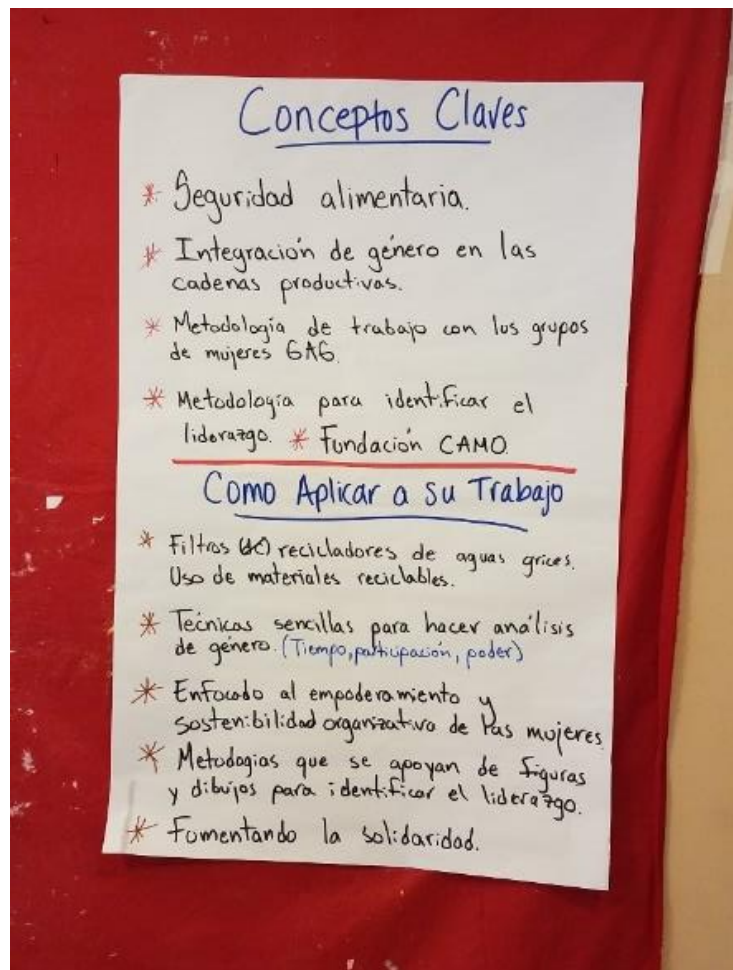 Conceptos Claves
* Seguridad alimentaria.
* Integración de género en las
cadenas productivas.
* Metodología de trabajo con los grupos
de mujeres GAG.
* Metodología para identificar el
liderazgo. * Fundación CAMO.
Como Aplicar a su Trabajo
* Filtros recicladores de aguas grices.
Uso de materiales reciclables.
* Tecnicas sencillas para hacer análisis
de género. (Tiempo, participación, poder)
* Enfocado al empoderamiento y
sostenibilidad organizativa de las mujeres
* Metodogias que se apoyan de figuras
y dibujos para identificar el liderazgo.
* Fomentando la solidaridad.